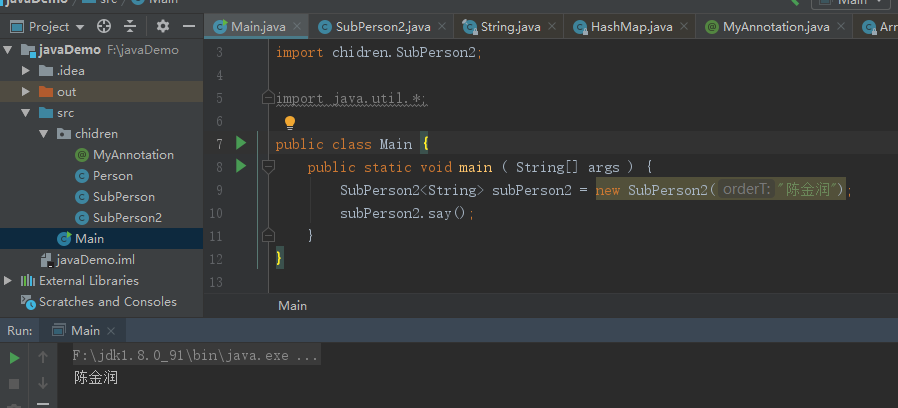 javaDemo src Main
Main
Project
Main.java SubPerson2.java String.java HashMap.java MyAnnotation.java Arr
javaDemo F:\javaDemo
.idea
out
src
chidren
MyAnnotation
Person
SubPerson
SubPerson2
Main
javaDemo.iml
External Libraries
Scratches and Consoles
3 import chidren.SubPerson2;
4
5 import java.util.*;
6
7 public class Main {
8 public static void main ( String[] args ) {
9 SubPerson2<String> subPerson2 = new SubPerson2( orderT: "陈金润");
10 subPerson2.say();
11 }
12 }
13
Main
Run: Main
F:\jdk1.8.0_91\bin\java.exe ...
陈金润